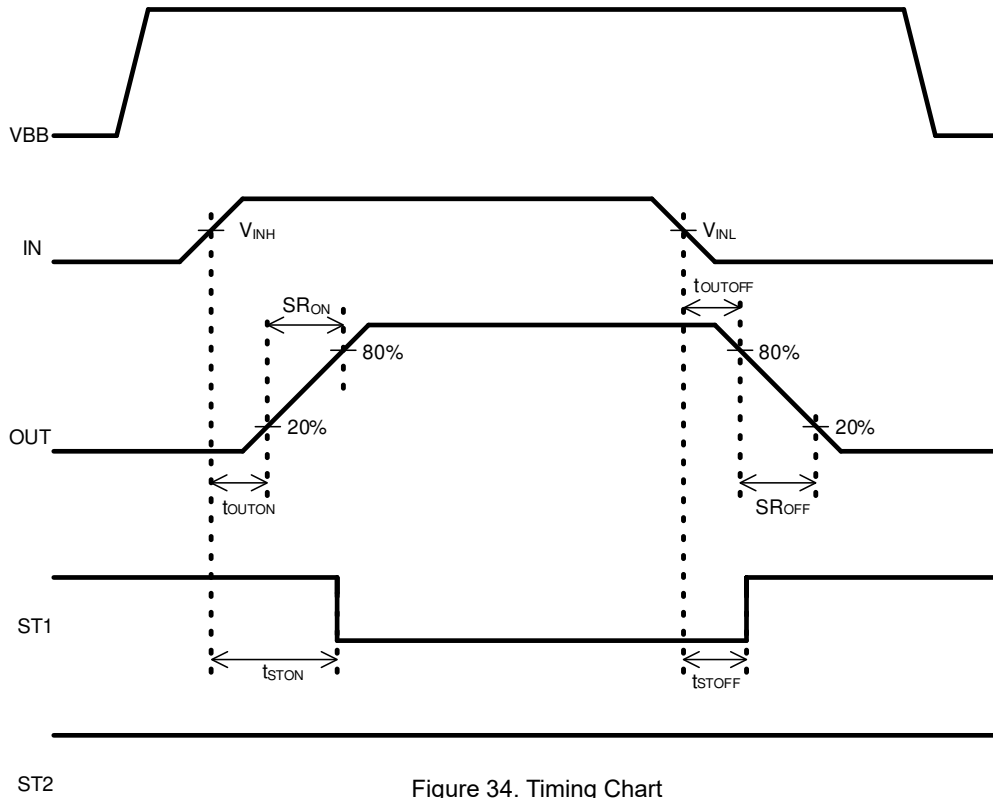 VBB
IN
VINH
VINL
tOUTOFF
SRON
80%
80%
20%
20%
OUT
tOUTON
SROFF
ST1
tSTON
tSTOFF
ST2
Figure 34. Timing Chart